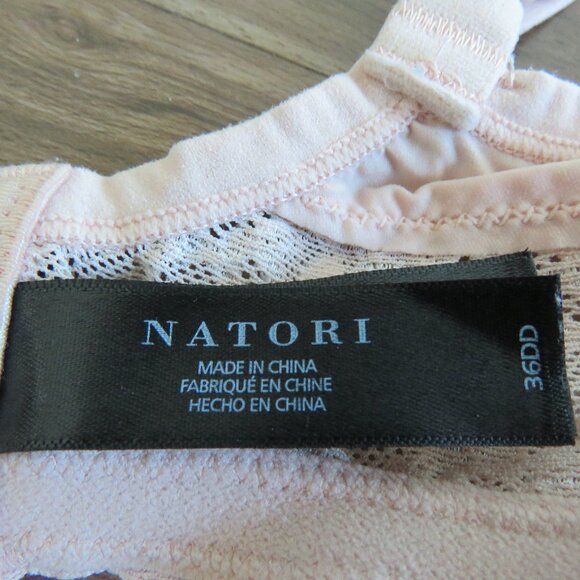 NATORI
MADE IN CHINA
FABRIQUÉ EN CHINE
HECHO EN CHINA
36DD